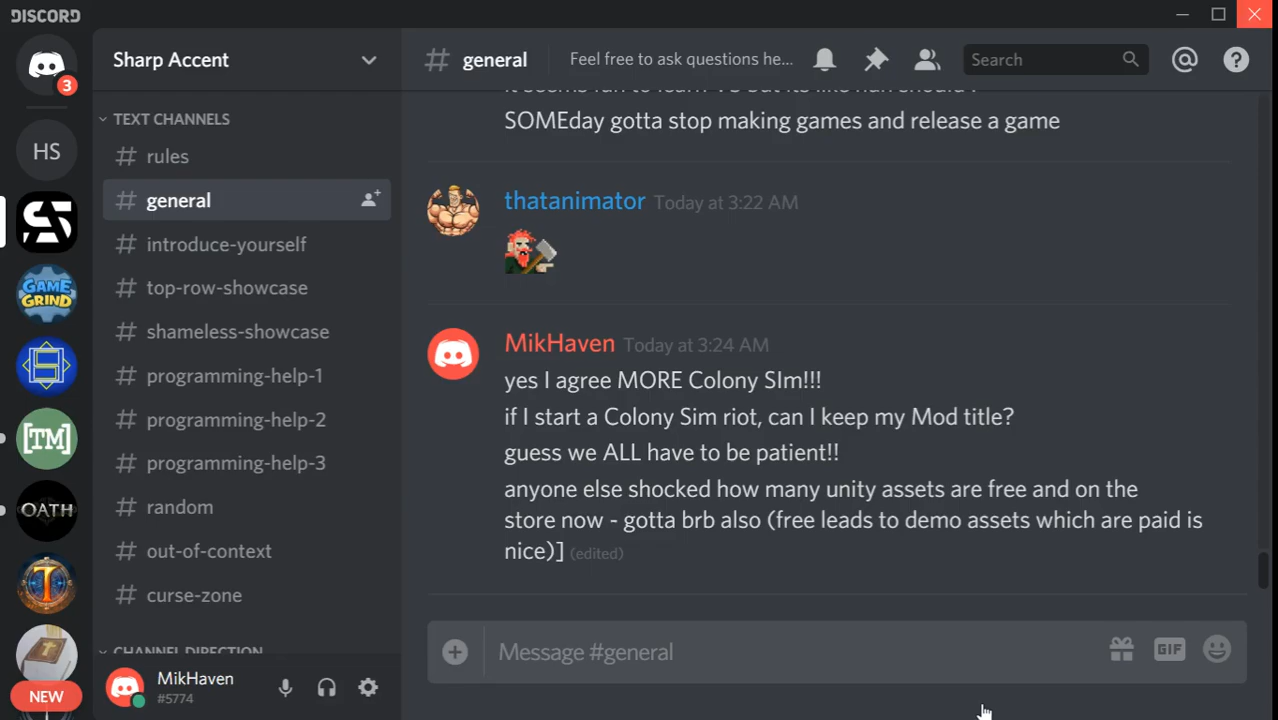 DISCORD
3
HS
GAME
GRIND
[TM]
OATH
NEW
Sharp Accent
TEXT CHANNELS
# rules
# general
# introduce-yourself
# top-row-showcase
# shameless-showcase
# programming-help-1
# programming-help-2
# programming-help-3
# random
# out-of-context
# curse-zone
CHANNEL DIRECTION
MikHaven
#5774
# general
Feel free to ask questions he...
Search
SOMEday gotta stop making games and release a game
thatanimator Today at 3:22 AM
MikHaven Today at 3:24 AM
yes I agree MORE Colony SIm!!!
if I start a Colony Sim riot, can I keep my Mod title?
guess we ALL have to be patient!!
anyone else shocked how many unity assets are free and on the
store now - gotta brb also (free leads to demo assets which are paid is
nice)] (edited)
Message #general
GIF